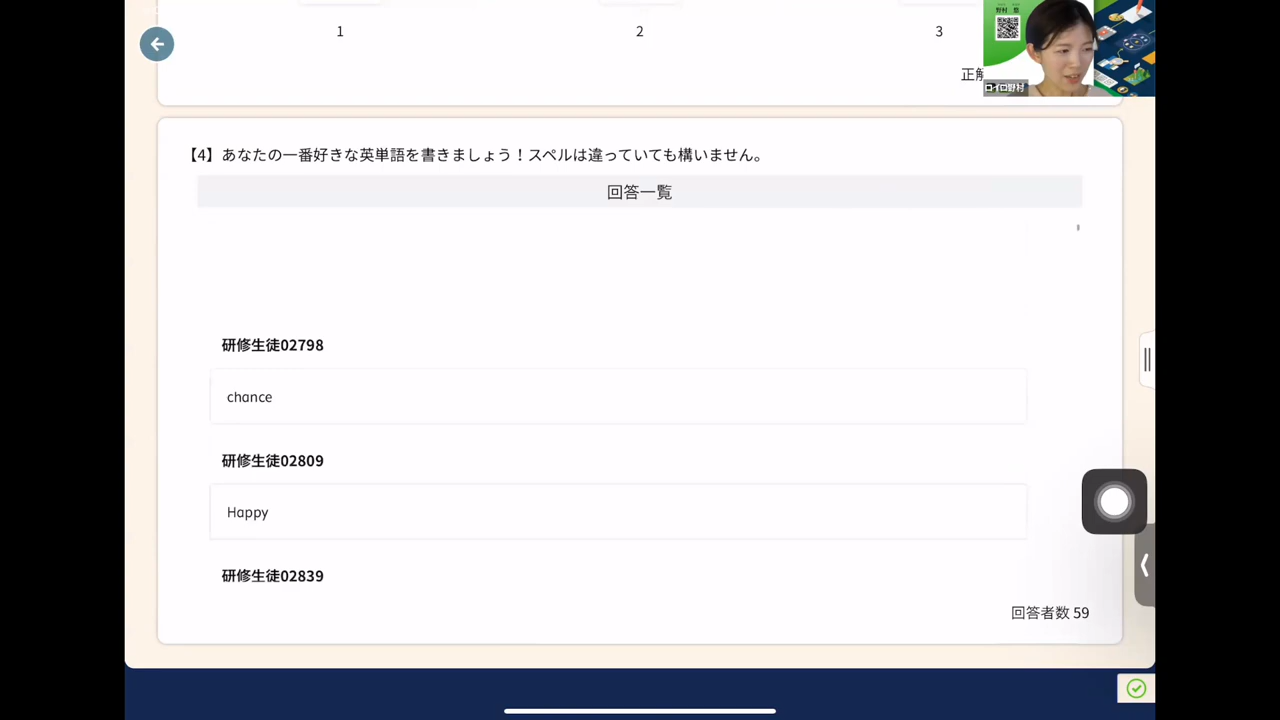 1 2 3
野村 悠
正解
ロイロ野村
【4】あなたの一番好きな英単語を書きましょう！スペルは違っていても構いません。
回答一覧
研修生徒02798
chance
研修生徒02809
Happy
研修生徒02839
回答者数 59